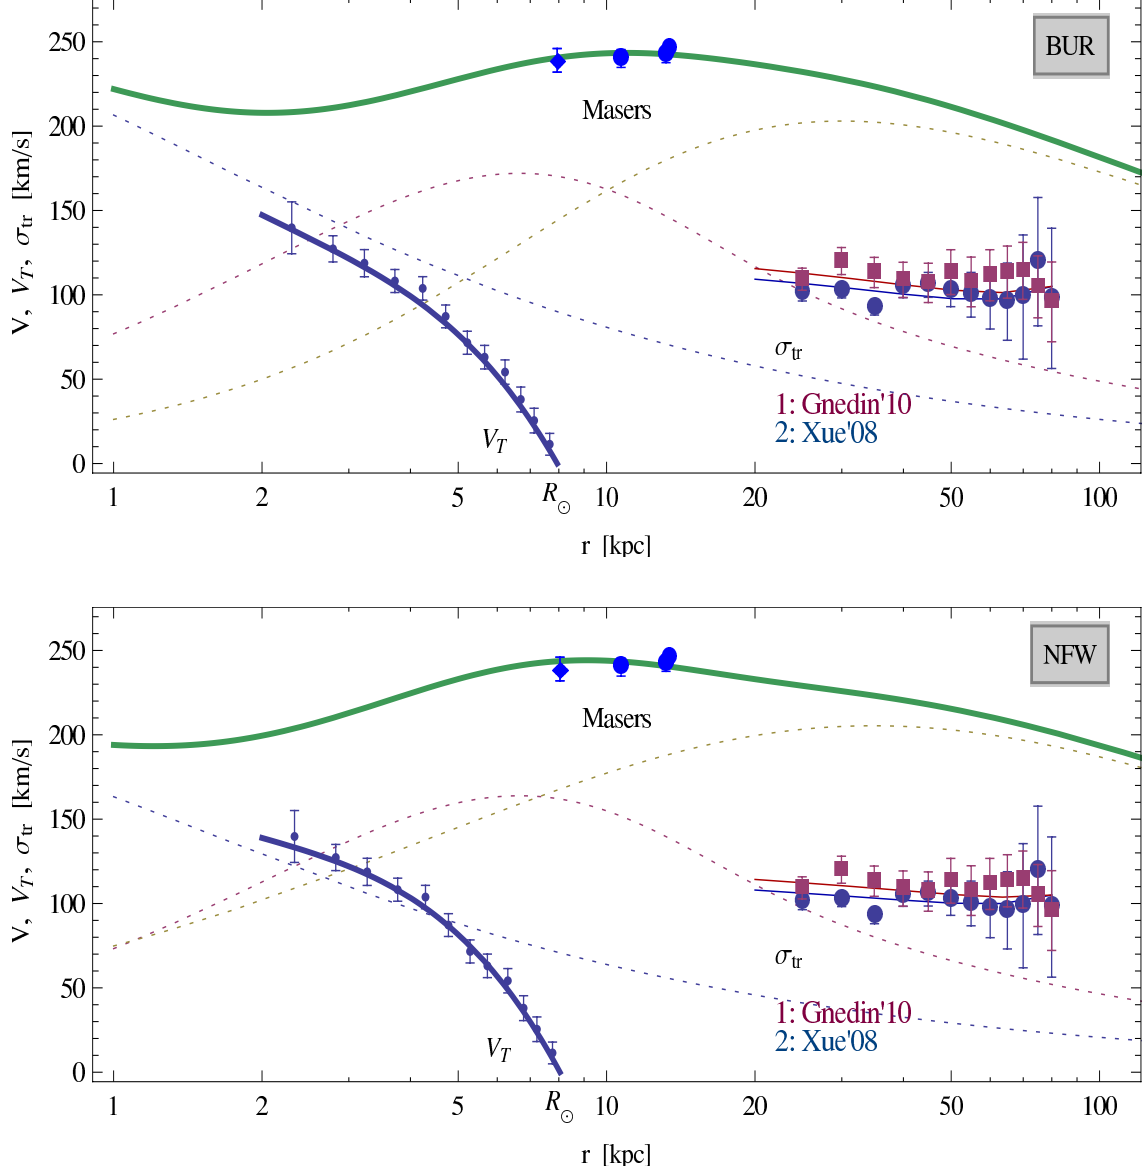 BUR
250
200
150
100
50
0
V, V_T, σ_tr [km/s]
Masers
σ_tr
1: Gnedin'10
2: Xue'08
V_T
1 2 5 R_⊙ 10 20 50 100
r [kpc]
NFW
250
200
150
100
50
0
V, V_T, σ_tr [km/s]
Masers
σ_tr
1: Gnedin'10
2: Xue'08
V_T
1 2 5 R_⊙ 10 20 50 100
r [kpc]